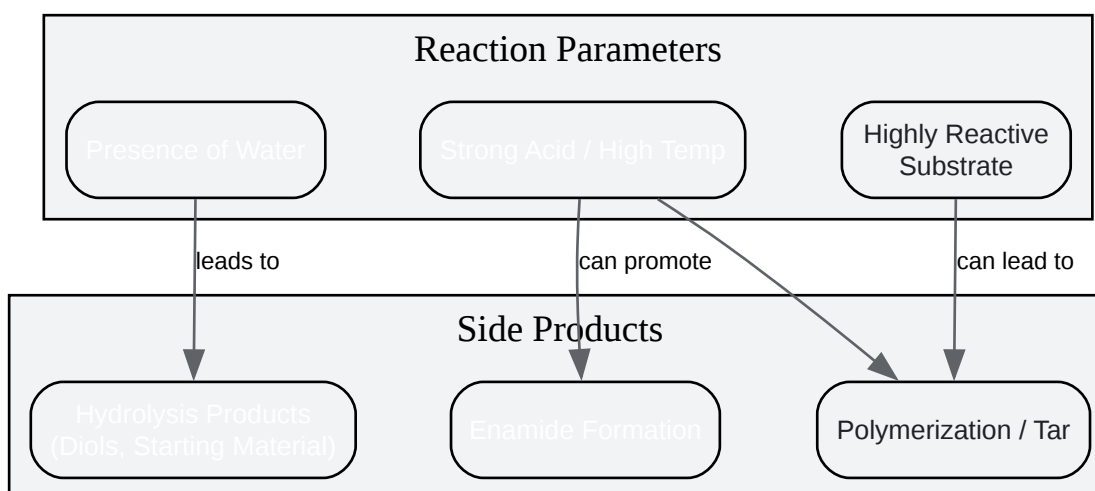 Reaction Parameters
Presence of Water
Strong Acid / High Temp
Highly Reactive
Substrate
leads to
can promote
can lead to
Side Products
Hydrolysis Products
(Diols, Starting Material)
Enamide Formation
Polymerization / Tar